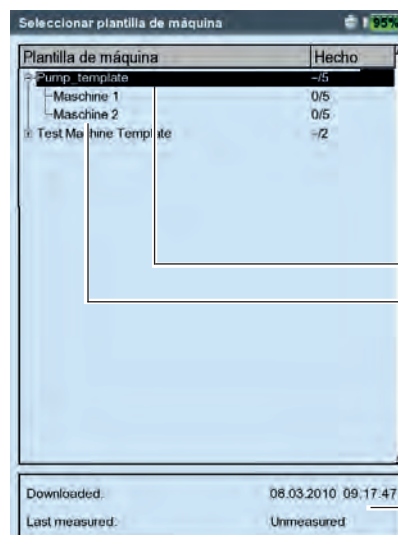 Seleccionar plantilla de máquina 95%
Plantilla de máquina Hecho
Pump_template –/5
Maschine 1 0/5
Maschine 2 0/5
Test Machine Template –/2
Downloaded: 08.03.2010 09:17:47
Last measured: Unmeasured